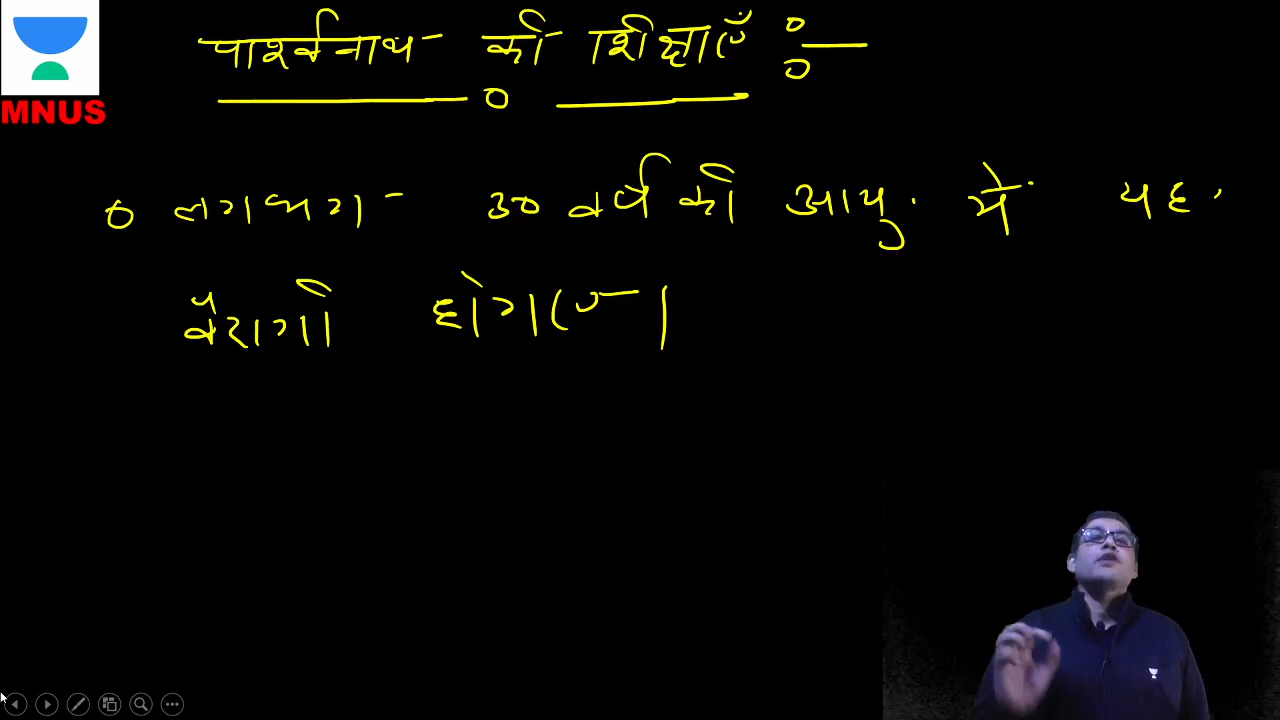 MNUS
पार्श्वनाथ की शिक्षाएँ :-
लगभग 30 वर्ष की आयु में यह
वैरागी होगए।